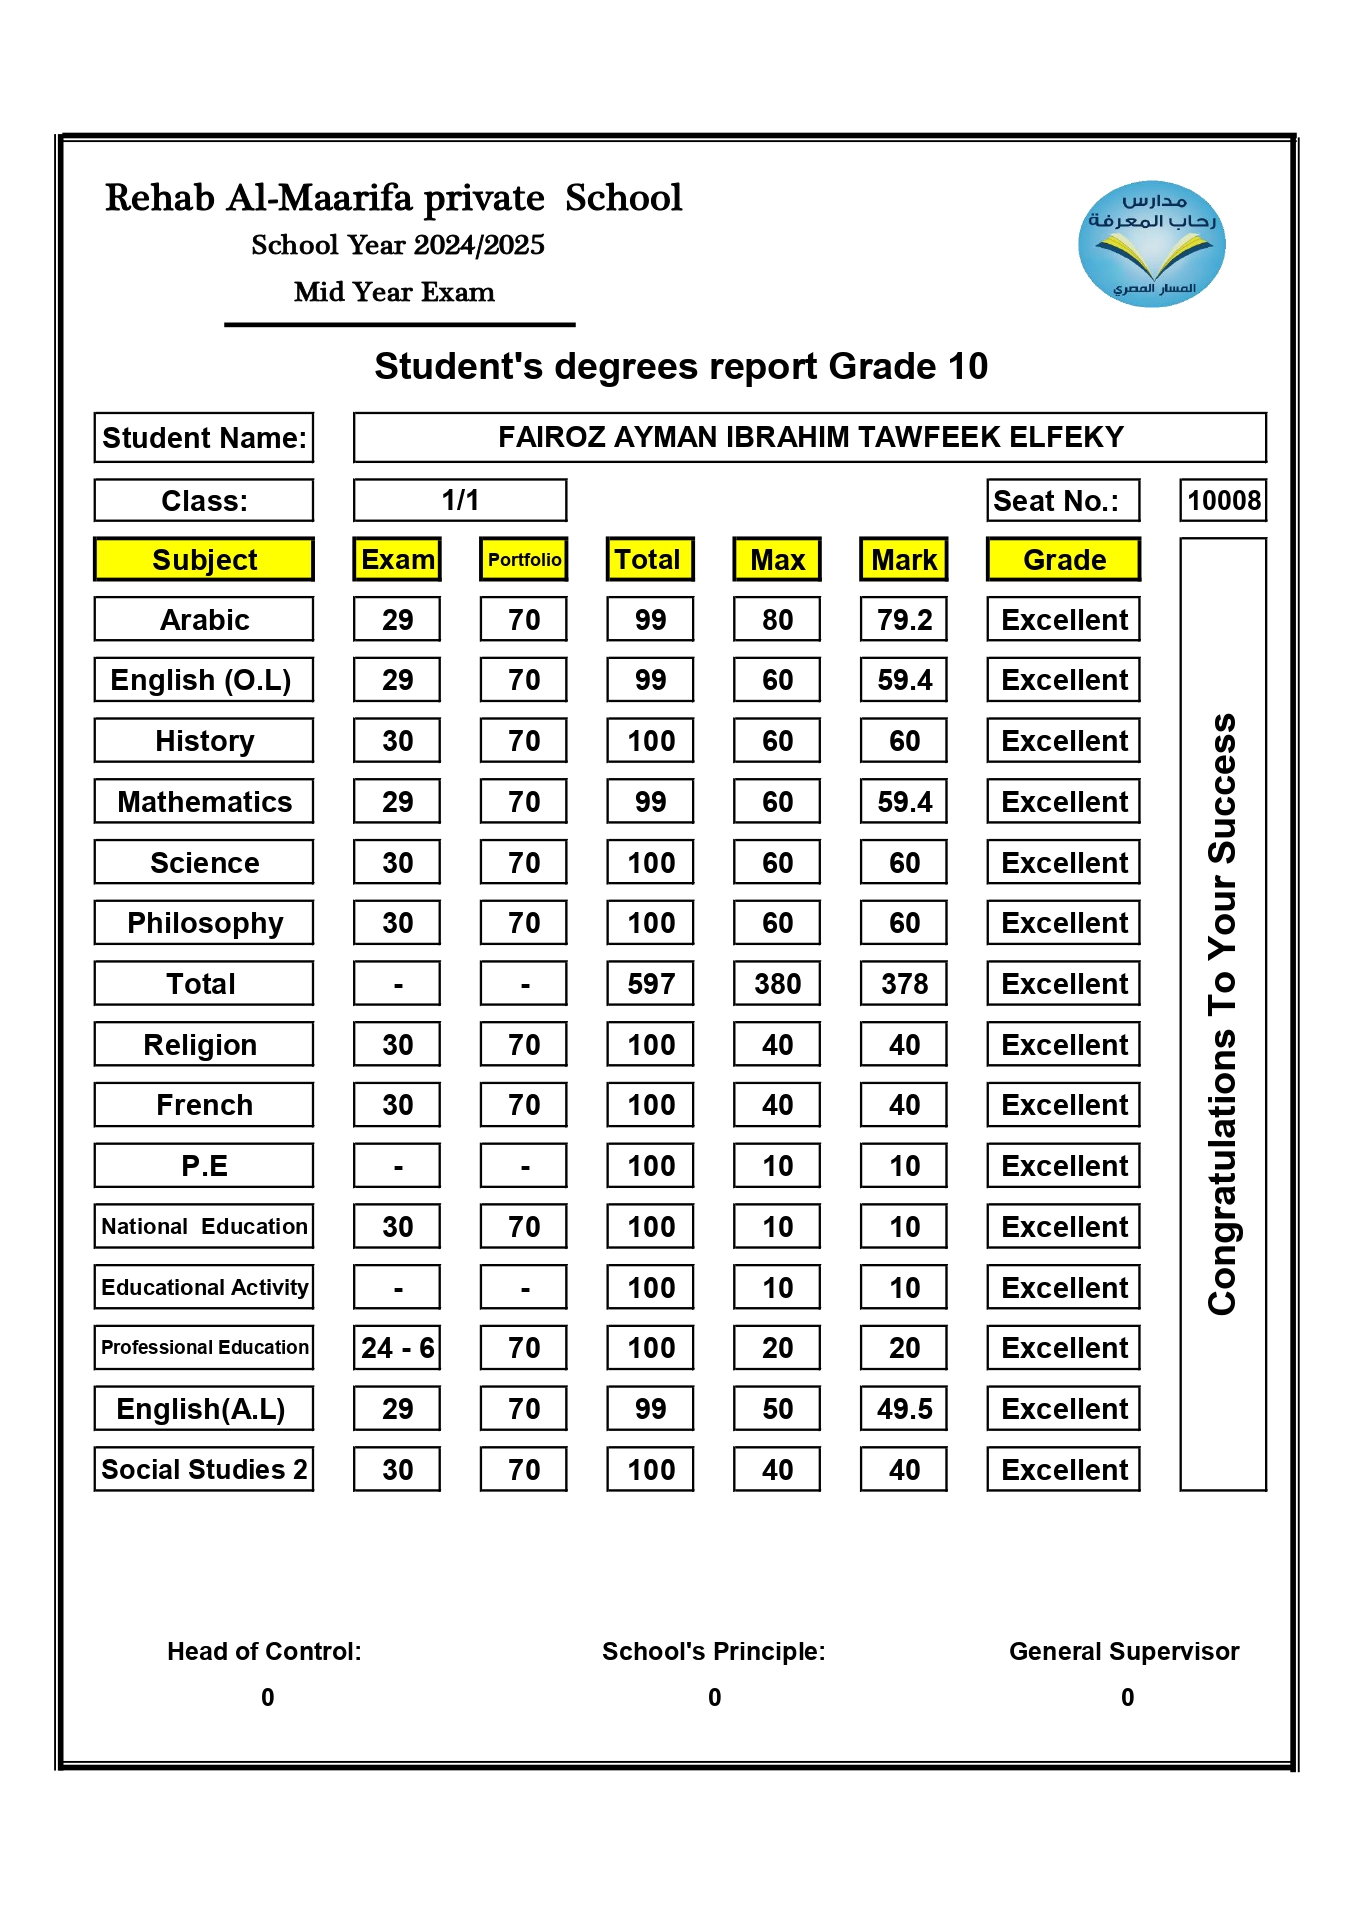 Rehab Al-Maarifa private School
School Year 2024/2025
Mid Year Exam
مدارس
رحاب المعرفة
المسار المصري
Student's degrees report Grade 10
Student Name: FAIROZ AYMAN IBRAHIM TAWFEEK ELFEKY
Class: 1/1 Seat No.: 10008
Subject Exam Portfolio Total Max Mark Grade
Arabic 29 70 99 80 79.2 Excellent
English (O.L) 29 70 99 60 59.4 Excellent
History 30 70 100 60 60 Excellent
Mathematics 29 70 99 60 59.4 Excellent
Science 30 70 100 60 60 Excellent
Philosophy 30 70 100 60 60 Excellent
Total - - 597 380 378 Excellent
Religion 30 70 100 40 40 Excellent
French 30 70 100 40 40 Excellent
P.E - - 100 10 10 Excellent
National Education 30 70 100 10 10 Excellent
Educational Activity - - 100 10 10 Excellent
Professional Education 24 - 6 70 100 20 20 Excellent
English(A.L) 29 70 99 50 49.5 Excellent
Social Studies 2 30 70 100 40 40 Excellent
Congratulations To Your Success
Head of Control: School's Principle: General Supervisor
0 0 0